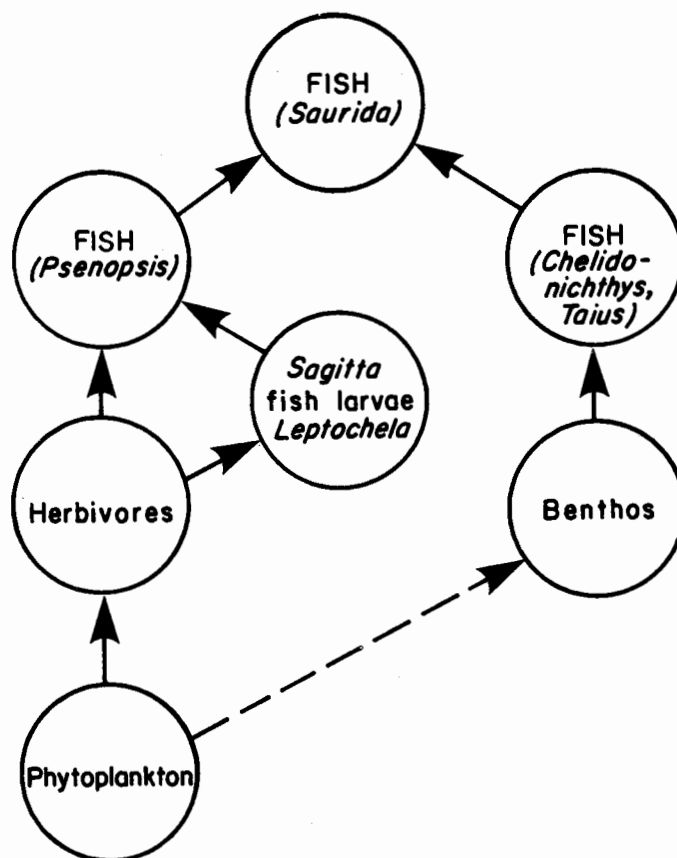 FISH
(Saurida)
FISH
(Psenopsis)
FISH
(Chelido-
nichthys,
Taius)
Sagitta
fish larvae
Leptochela
Herbivores
Benthos
Phytoplankton